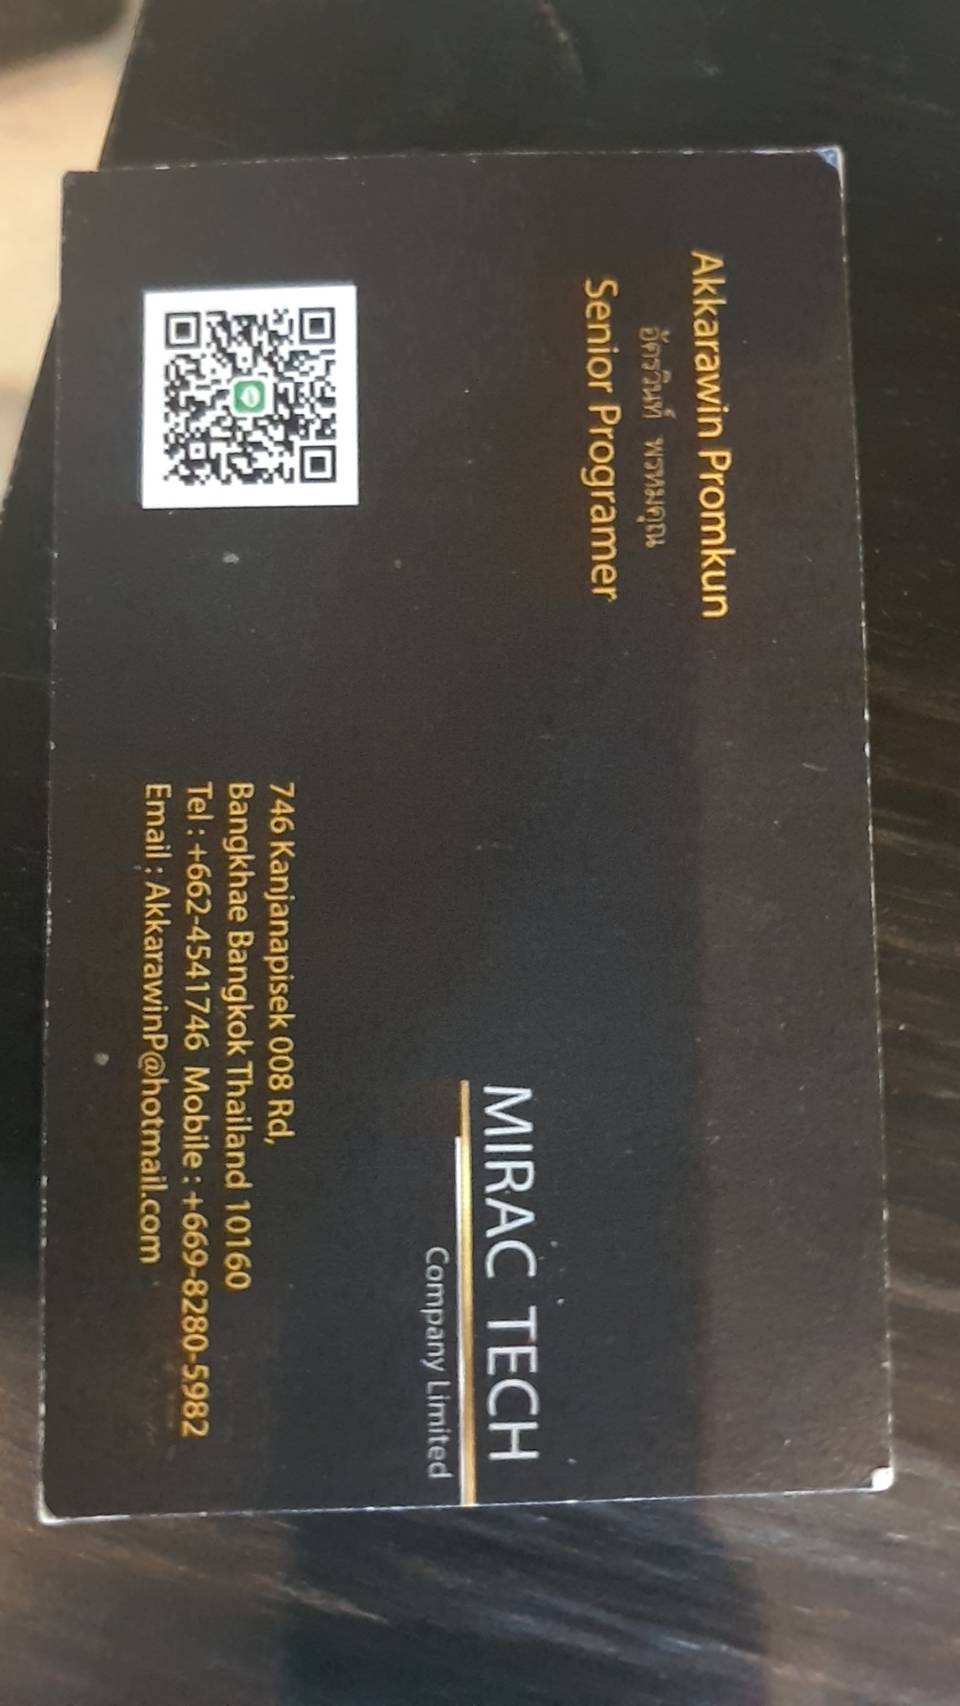 Akkarawin Promkun
อัครวินท์ พรหมคุณ
Senior Programer
MIRAC TECH
Company Limited
746 Kanjanapisek 008 Rd,
Bangkhae Bangkok Thailand 10160
Tel : +662-4541746 Mobile : +669-8280-5982
Email : AkkarawinP@hotmail.com